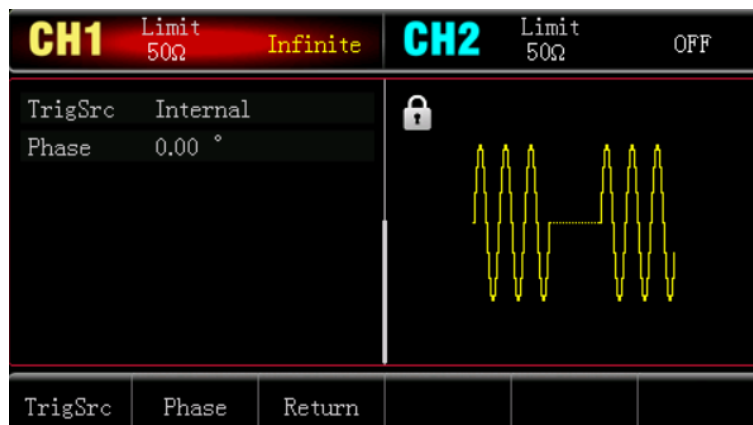 CH1 Limit 50Ω Infinite CH2 Limit 50Ω OFF
TrigSrc Internal
Phase 0.00 °
TrigSrc Phase Return